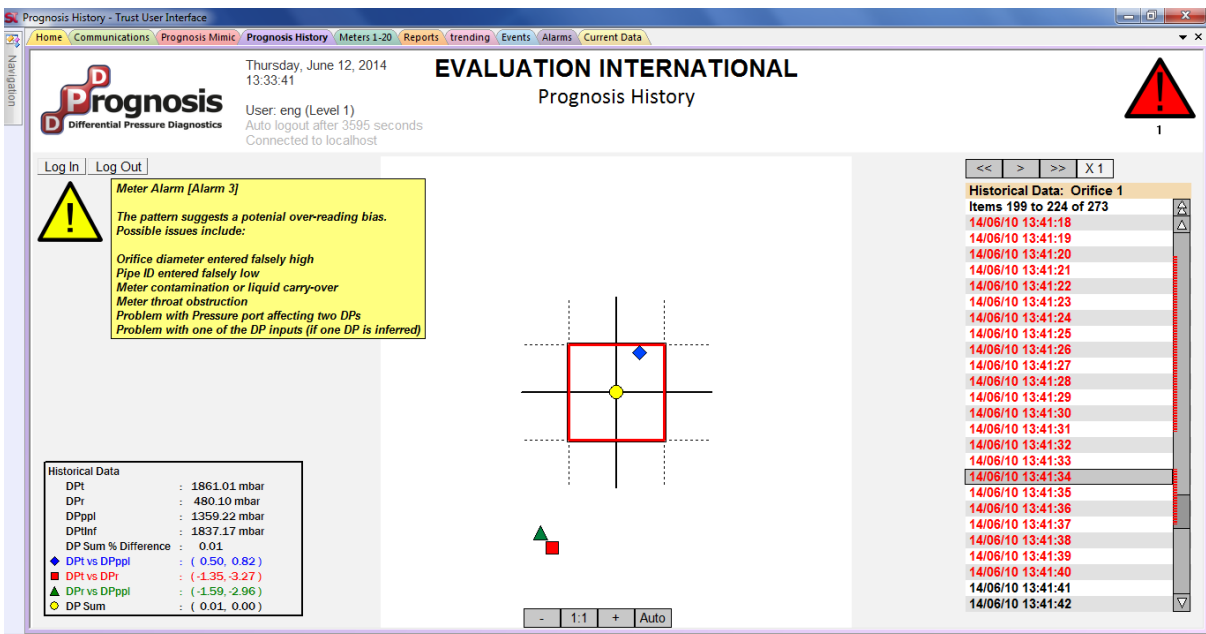 Prognosis History - Trust User Interface
Home Communications Prognosis Mimic Prognosis History Meters 1-20 Reports trending Events Alarms Current Data
Navigation
D
Prognosis
D Differential Pressure Diagnostics
Thursday, June 12, 2014
13:33:41
User: eng (Level 1)
Auto logout after 3595 seconds
Connected to localhost
EVALUATION INTERNATIONAL
Prognosis History
!
1
Log In Log Out
!
Meter Alarm [Alarm 3]
The pattern suggests a potenial over-reading bias.
Possible issues include:
Orifice diameter entered falsely high
Pipe ID entered falsely low
Meter contamination or liquid carry-over
Meter throat obstruction
Problem with Pressure port affecting two DPs
Problem with one of the DP inputs (if one DP is inferred)
Historical Data
DPt : 1861.01 mbar
DPr : 480.10 mbar
DPppl : 1359.22 mbar
DPtInf : 1837.17 mbar
DP Sum % Difference : 0.01
DPt vs DPppl : ( 0.50, 0.82 )
DPt vs DPr : ( -1.35, -3.27 )
DPr vs DPppl : ( -1.59, -2.96 )
DP Sum : ( 0.01, 0.00 )
- 1:1 + Auto
<< > >> X 1
Historical Data: Orifice 1
Items 199 to 224 of 273
14/06/10 13:41:18
14/06/10 13:41:19
14/06/10 13:41:20
14/06/10 13:41:21
14/06/10 13:41:22
14/06/10 13:41:23
14/06/10 13:41:24
14/06/10 13:41:25
14/06/10 13:41:26
14/06/10 13:41:27
14/06/10 13:41:28
14/06/10 13:41:29
14/06/10 13:41:30
14/06/10 13:41:31
14/06/10 13:41:32
14/06/10 13:41:33
14/06/10 13:41:34
14/06/10 13:41:35
14/06/10 13:41:36
14/06/10 13:41:37
14/06/10 13:41:38
14/06/10 13:41:39
14/06/10 13:41:40
14/06/10 13:41:41
14/06/10 13:41:42